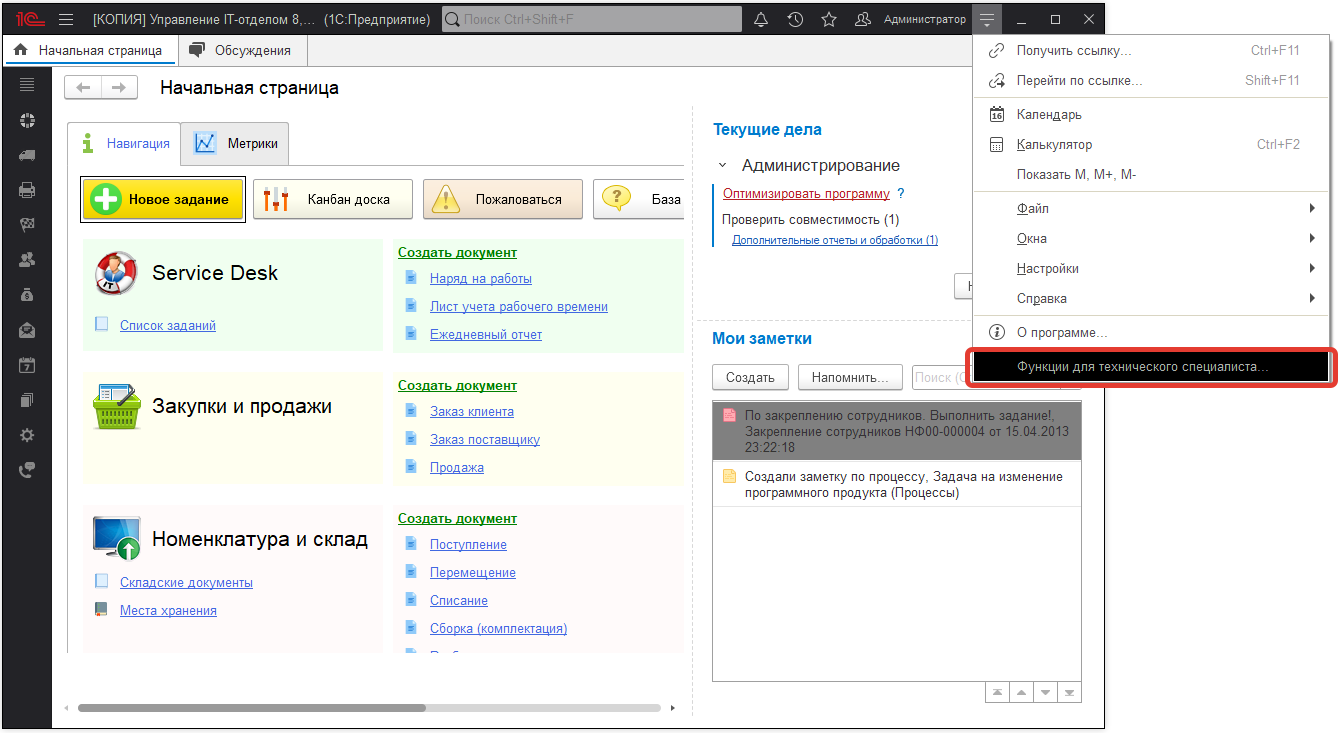 1С [КОПИЯ] Управление IT-отделом 8,... (1С:Предприятие) Поиск Ctrl+Shift+F Администратор
Начальная страница Обсуждения
Начальная страница
Навигация Метрики
Новое задание Канбан доска Пожаловаться База
Service Desk
Список заданий
Создать документ
Наряд на работы
Лист учета рабочего времени
Ежедневный отчет
Закупки и продажи
Создать документ
Заказ клиента
Заказ поставщику
Продажа
Номенклатура и склад
Складские документы
Места хранения
Создать документ
Поступление
Перемещение
Списание
Сборка (комплектация)
Текущие дела
Администрирование
Оптимизировать программу ?
Проверить совместимость (1)
Дополнительные отчеты и обработки (1)
Мои заметки
Создать Напомнить... Поиск (C
По закреплению сотрудников. Выполнить задание!,
Закрепление сотрудников НФ00-000004 от 15.04.2013
23:22:18
Создали заметку по процессу, Задача на изменение
программного продукта (Процессы)
Получить ссылку... Ctrl+F11
Перейти по ссылке... Shift+F11
16 Календарь
Калькулятор Ctrl+F2
Показать M, M+, M-
Файл
Окна
Настройки
Справка
О программе...
Функции для технического специалиста...